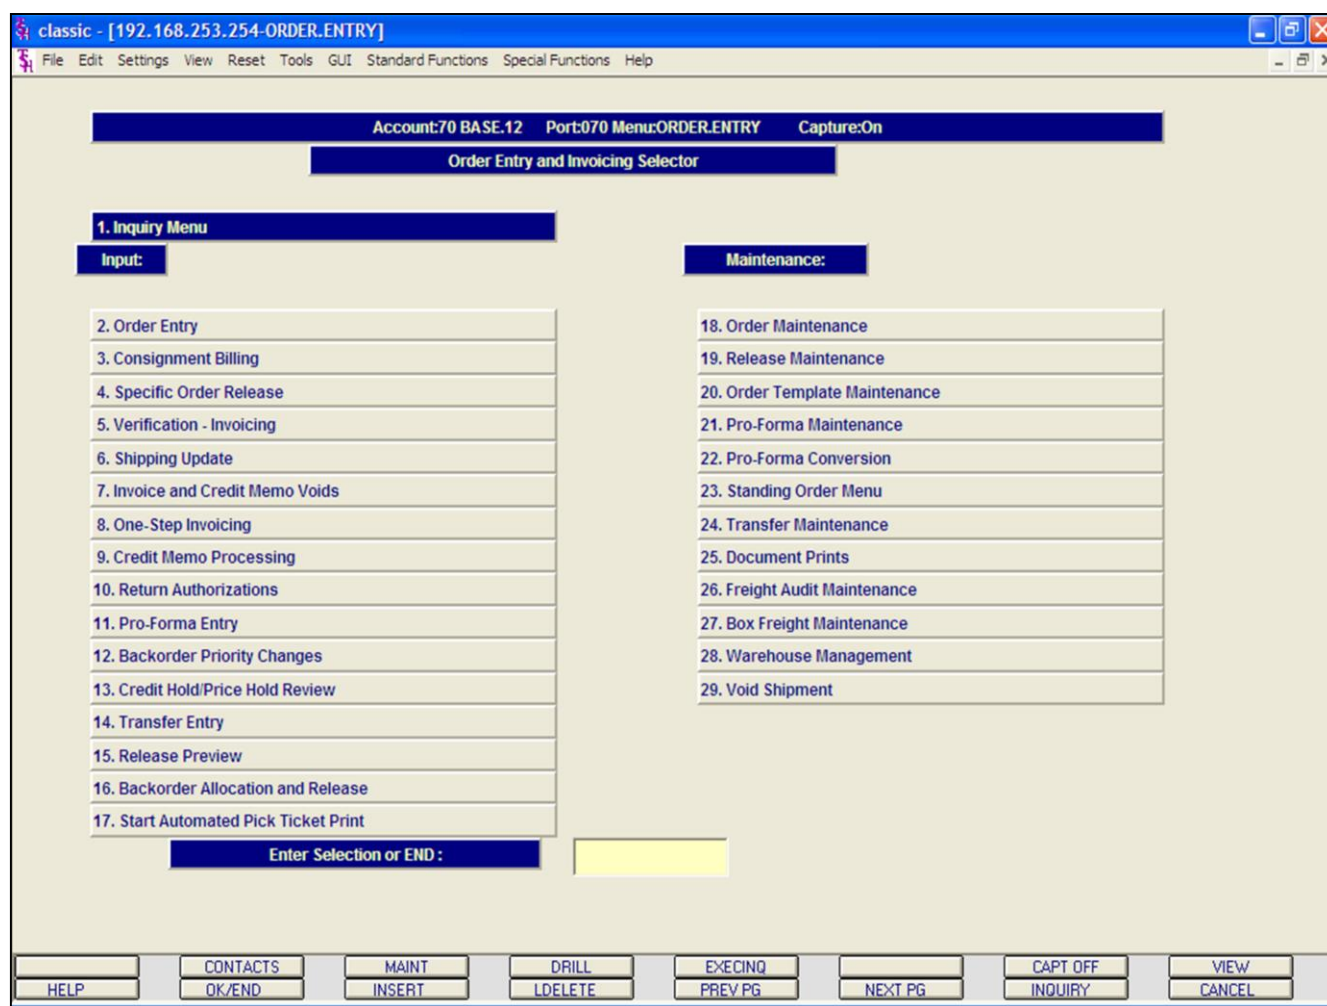 classic - [192.168.253.254-ORDER.ENTRY]
File Edit Settings View Reset Tools GUI Standard Functions Special Functions Help
Account:70 BASE.12 Port:070 Menu:ORDER.ENTRY Capture:On
Order Entry and Invoicing Selector
1. Inquiry Menu
Input:
2. Order Entry
3. Consignment Billing
4. Specific Order Release
5. Verification - Invoicing
6. Shipping Update
7. Invoice and Credit Memo Voids
8. One-Step Invoicing
9. Credit Memo Processing
10. Return Authorizations
11. Pro-Forma Entry
12. Backorder Priority Changes
13. Credit Hold/Price Hold Review
14. Transfer Entry
15. Release Preview
16. Backorder Allocation and Release
17. Start Automated Pick Ticket Print
Maintenance:
18. Order Maintenance
19. Release Maintenance
20. Order Template Maintenance
21. Pro-Forma Maintenance
22. Pro-Forma Conversion
23. Standing Order Menu
24. Transfer Maintenance
25. Document Prints
26. Freight Audit Maintenance
27. Box Freight Maintenance
28. Warehouse Management
29. Void Shipment
Enter Selection or END :
CONTACTS MAINT DRILL EXECINQ CAPT OFF VIEW
HELP OK/END INSERT LDELETE PREV PG NEXT PG INQUIRY CANCEL